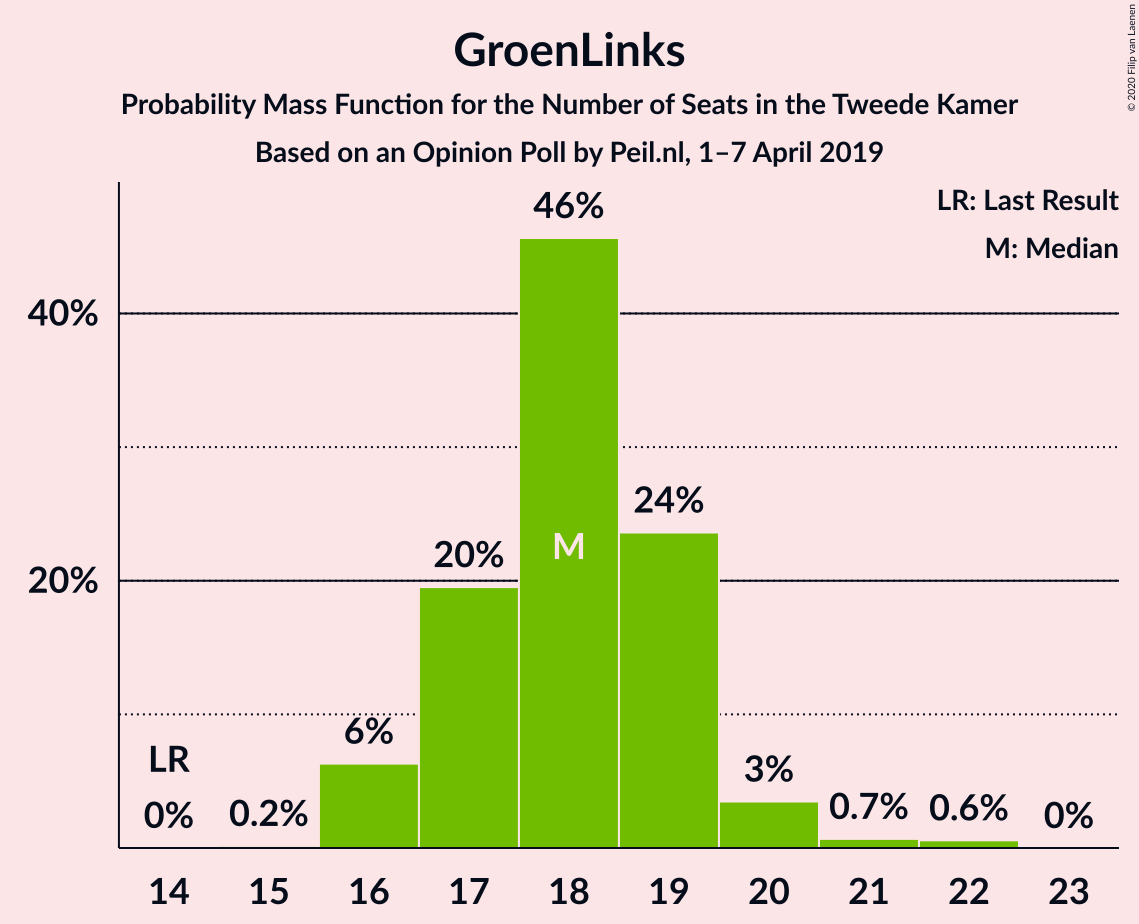 GroenLinks
Probability Mass Function for the Number of Seats in the Tweede Kamer
Based on an Opinion Poll by Peil.nl, 1–7 April 2019
© 2020 Filip van Laenen
LR: Last Result
M: Median
40%
20%
LR
0%
0.2%
6%
20%
46%
M
24%
3%
0.7%
0.6%
0%
14 15 16 17 18 19 20 21 22 23